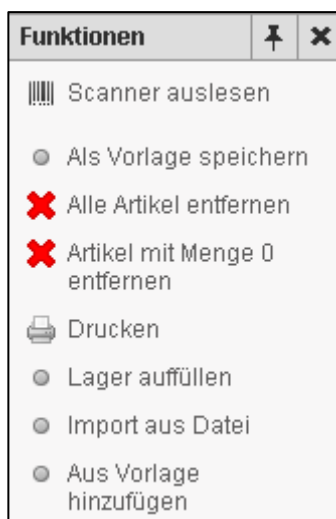 Funktionen
Scanner auslesen
Als Vorlage speichern
Alle Artikel entfernen
Artikel mit Menge 0
entfernen
Drucken
Lager auffüllen
Import aus Datei
Aus Vorlage
hinzufügen